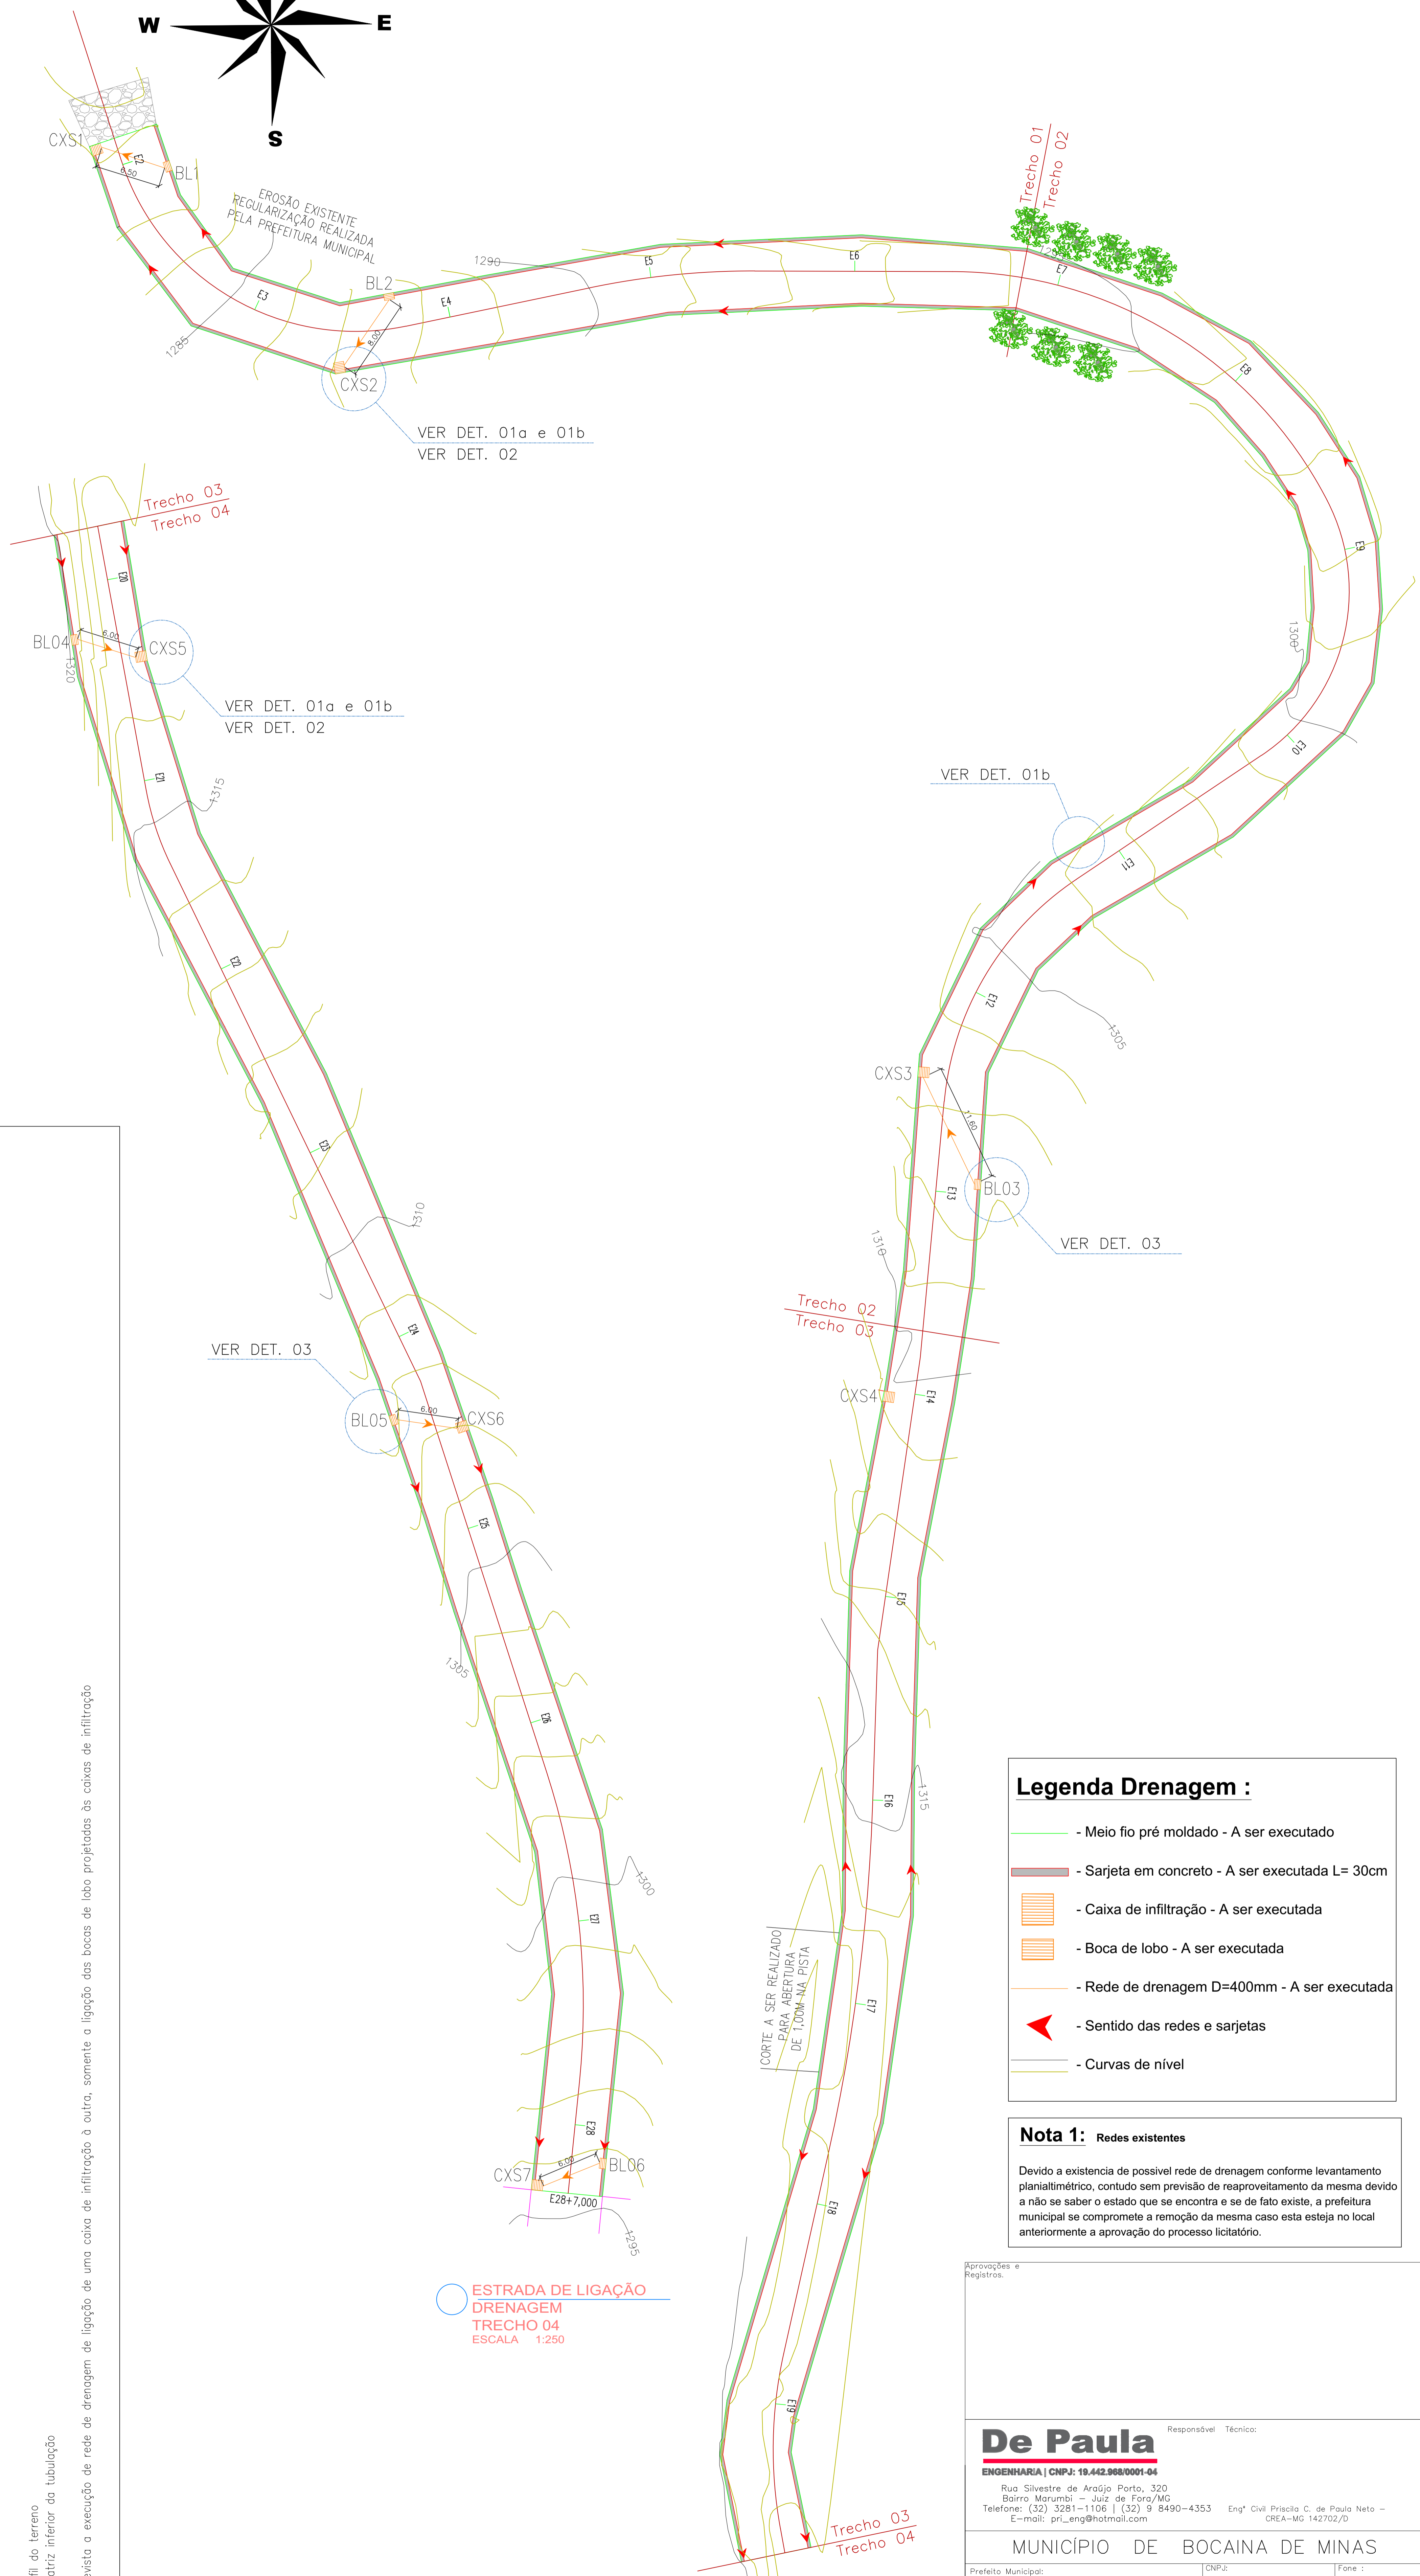 W
E
S
CXS1
E2
6.50
BL1
EROSÃO EXISTENTE
REGULARIZAÇÃO REALIZADA
PELA PREFEITURA MUNICIPAL
E3
1285
BL2
8.00
CXS2
VER DET. 01a e 01b
VER DET. 02
E4
1290
E5
E6
Trecho 01
Trecho 02
1295
E7
E8
E9
1300
E10
VER DET. 01b
E11
E12
1305
CXS3
11.60
E13
BL03
VER DET. 03
1310
Trecho 02
Trecho 03
CXS4
E14
E15
E16
1315
CORTE A SER REALIZADO
PARA ABERTURA
DE 1,00M NA PISTA
E17
E18
E19
Trecho 03
Trecho 04
Trecho 03
Trecho 04
E20
BL04
6.00
CXS5
1320
VER DET. 01a e 01b
VER DET. 02
E21
1315
E22
E23
1310
E24
VER DET. 03
BL05
6.00
CXS6
E25
1305
E26
1300
E27
E28
CXS7
6.00
BL06
E28+7,000
1295
ESTRADA DE LIGAÇÃO
DRENAGEM
TRECHO 04
ESCALA 1:250
fil do terreno
atriz inferior da tubulação
evista a execução de rede de drenagem de ligação de uma caixa de infiltração à outra, somente a ligação das bocas de lobo projetadas às caixas de infiltração
Legenda Drenagem :
- Meio fio pré moldado - A ser executado
- Sarjeta em concreto - A ser executada L= 30cm
- Caixa de infiltração - A ser executada
- Boca de lobo - A ser executada
- Rede de drenagem D=400mm - A ser executada
- Sentido das redes e sarjetas
- Curvas de nível
Nota 1: Redes existentes
Devido a existencia de possivel rede de drenagem conforme levantamento
planialtimétrico, contudo sem previsão de reaproveitamento da mesma devido
a não se saber o estado que se encontra e se de fato existe, a prefeitura
municipal se compromete a remoção da mesma caso esta esteja no local
anteriormente a aprovação do processo licitatório.
Aprovações e
Registros.
De Paula
ENGENHARIA | CNPJ: 19.442.968/0001-04
Responsável Técnico:
Rua Silvestre de Araújo Porto, 320
Bairro Marumbi - Juiz de Fora/MG
Telefone: (32) 3281-1106 | (32) 9 8490-4353
E-mail: pri_eng@hotmail.com
Engª Civil Priscila C. de Paula Neto -
CREA-MG 142702/D
MUNICÍPIO DE BOCAINA DE MINAS
Prefeito Municipal:
CNPJ:
Fone :